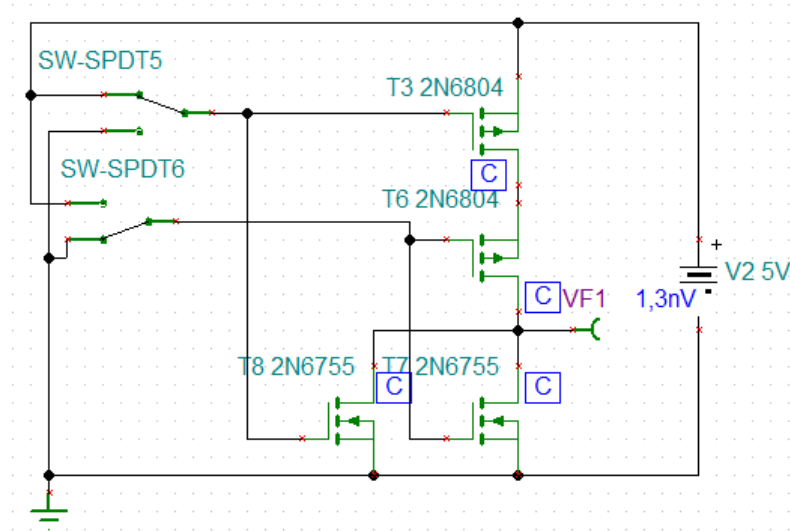 SW-SPDT5
T3 2N6804
C
SW-SPDT6
T6 2N6804
+
V2 5V
C
VF1
1,3nV
T8 2N6755
T7 2N6755
C
C